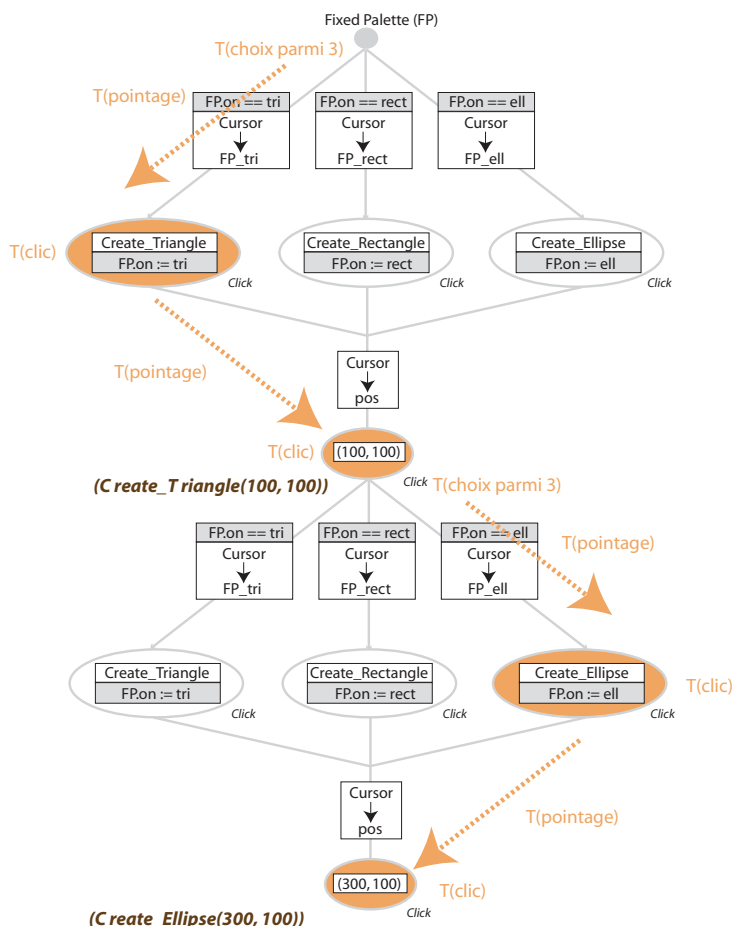 Fixed Palette (FP)
T(choix parmi 3)
T(pointage)
FP.on == tri
FP.on == rect
FP.on == ell
Cursor
Cursor
Cursor
FP_tri
FP_rect
FP_ell
T(clic)
Create_Triangle
FP.on := tri
Click
Create_Rectangle
FP.on := rect
Click
Create_Ellipse
FP.on := ell
Click
T(pointage)
Cursor
pos
T(clic)
(100, 100)
Click
(C reate_T riangle(100, 100))
T(choix parmi 3)
T(pointage)
FP.on == tri
FP.on == rect
FP.on == ell
Cursor
Cursor
Cursor
FP_tri
FP_rect
FP_ell
Create_Triangle
FP.on := tri
Click
Create_Rectangle
FP.on := rect
Click
Create_Ellipse
FP.on := ell
Click
T(clic)
Cursor
pos
T(pointage)
(300, 100)
T(clic)
Click
(C reate_Ellipse(300, 100))